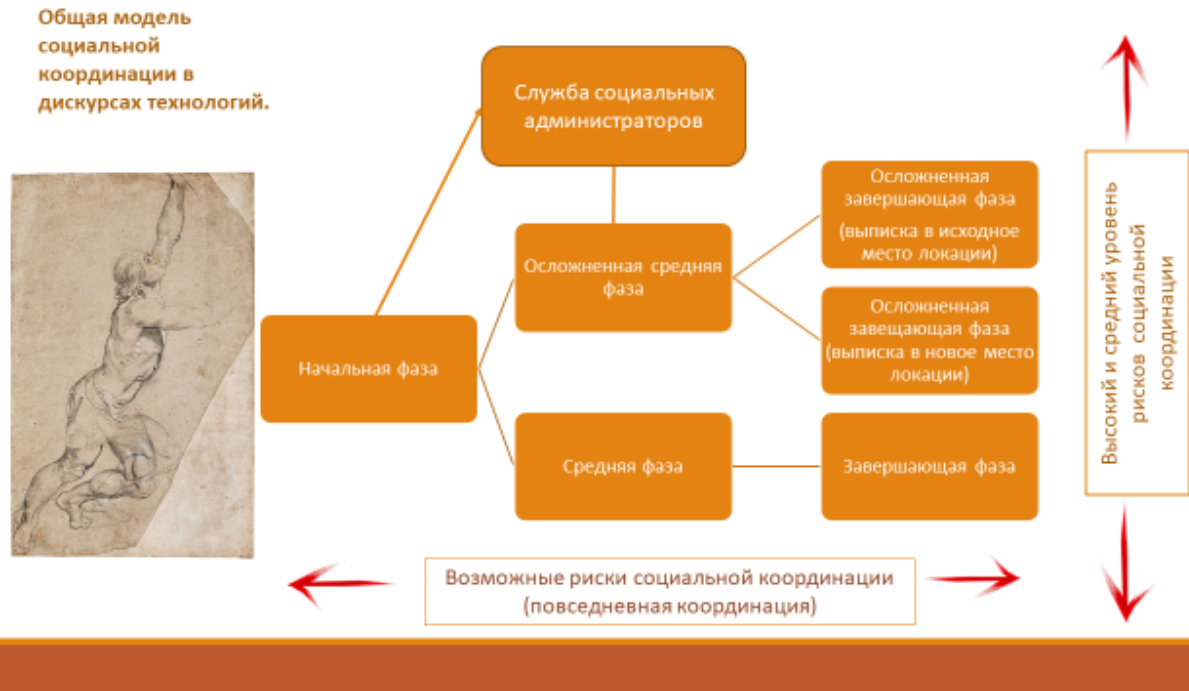 Общая модель
социальной
координации в
дискурсах технологий.
Служба социальных
администраторов
Осложненная
завершающая фаза
(выписка в исходное
место локации)
Осложненная средняя
фаза
Осложненная
завещающая фаза
(выписка в новое место
локации)
Начальная фаза
Средняя фаза
Завершающая фаза
Высокий и средний уровень
рисков социальной
координации
Возможные риски социальной координации
(повседневная координация)